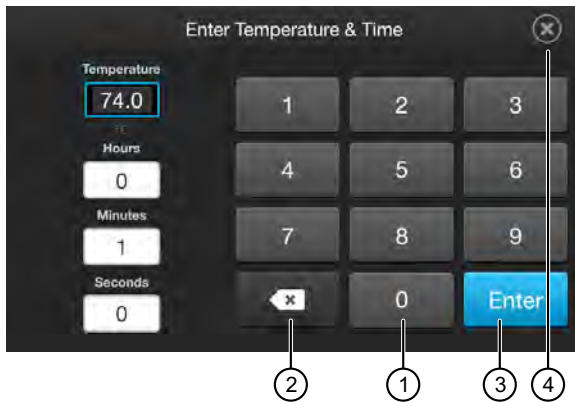 Enter Temperature & Time
Temperature
74.0
Hours
0
Minutes
1
Seconds
0
1 2 3
4 5 6
7 8 9
0 Enter
2 1 3 4